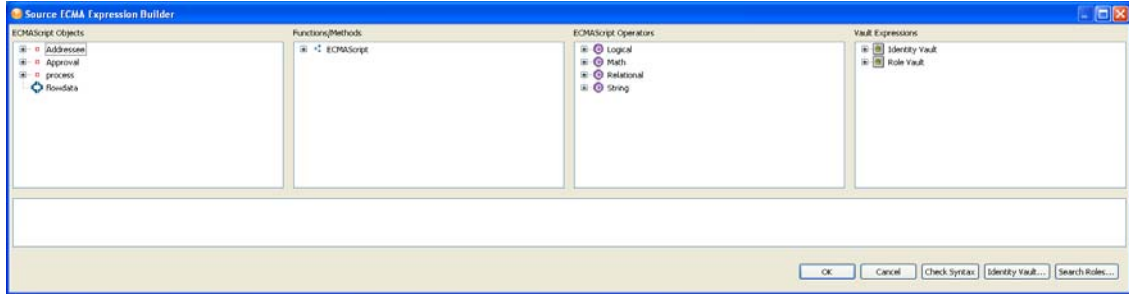 Source ECMA Expression Builder
ECMAScript Objects
Addressee
Approval
process
flowdata
Functions/Methods
ECMAScript
ECMAScript Operators
Logical
Math
Relational
String
Vault Expressions
Identity Vault
Role Vault
OK Cancel Check Syntax Identity Vault... Search Roles...